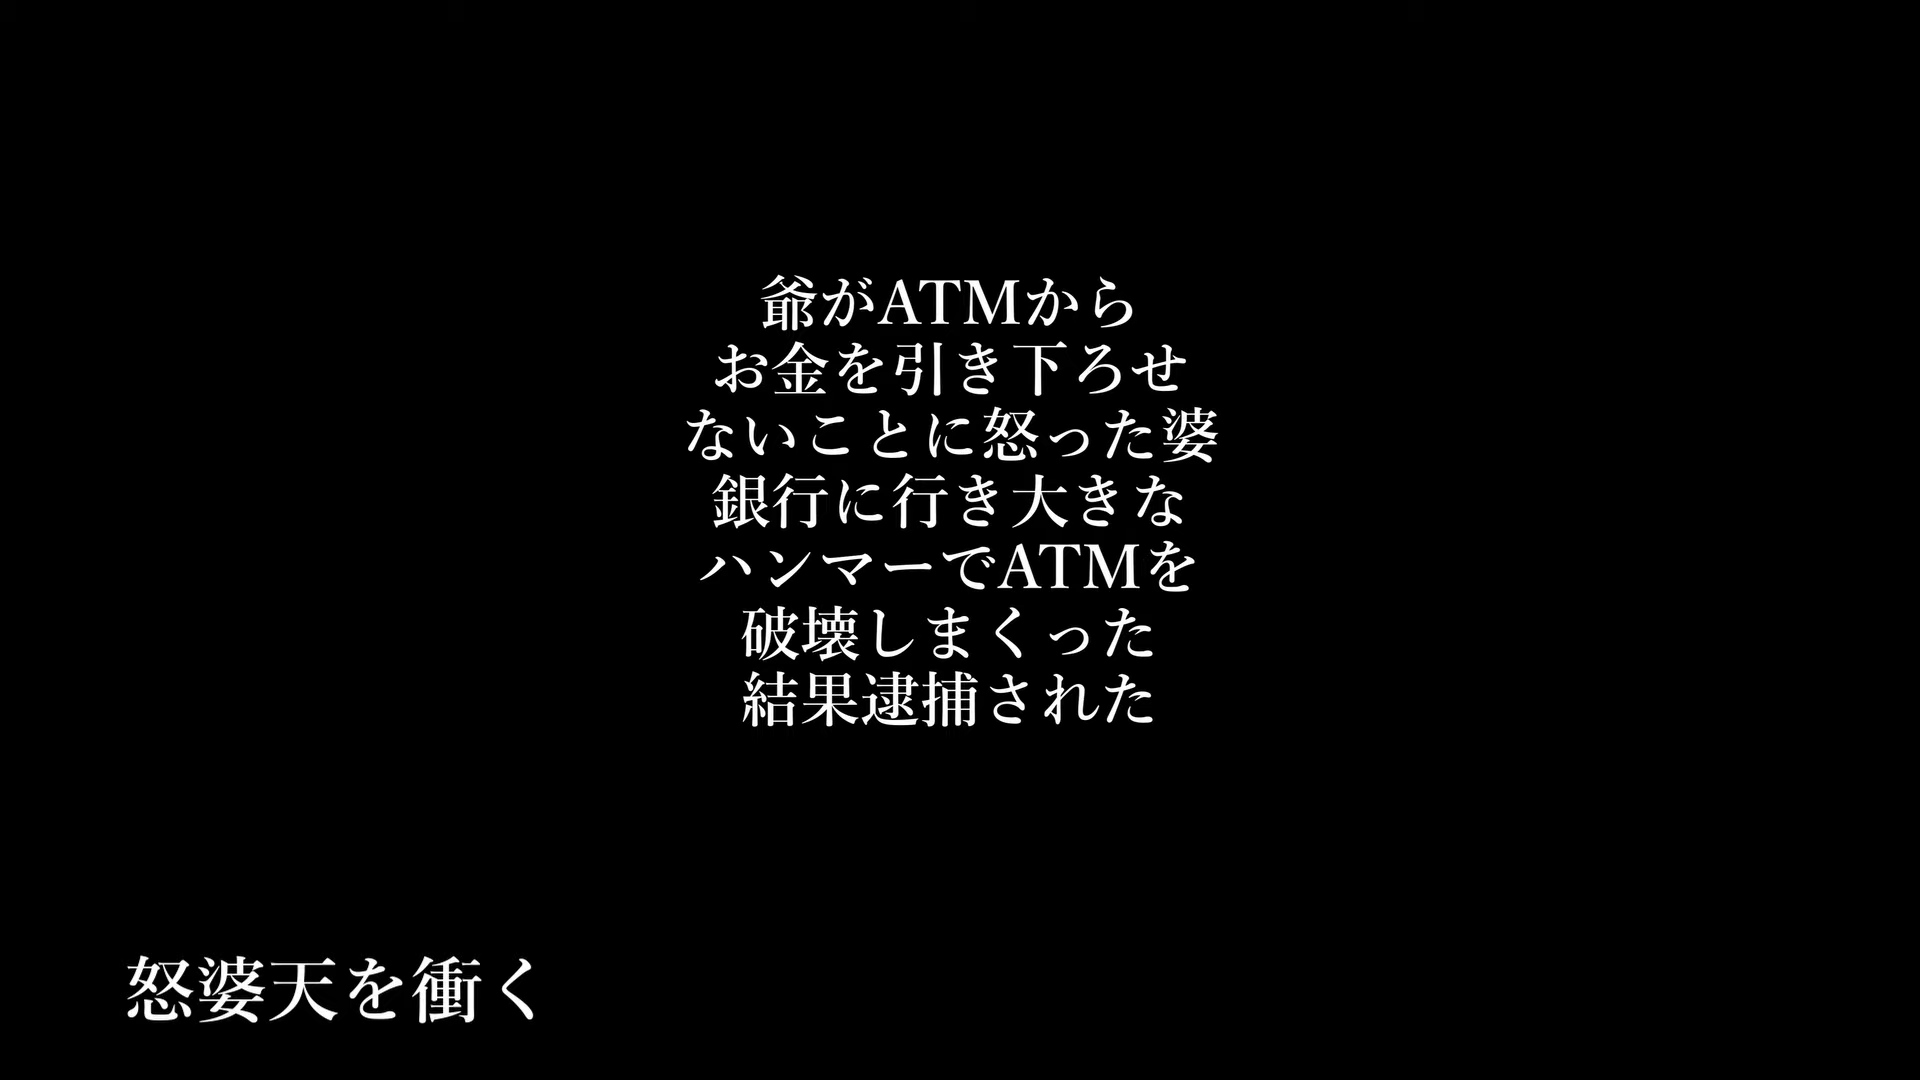 爺がATMから
お金を引き下ろせ
ないことに怒った婆
銀行に行き大きな
ハンマーでATMを
破壊しまくった
結果逮捕された
怒婆天を衝く